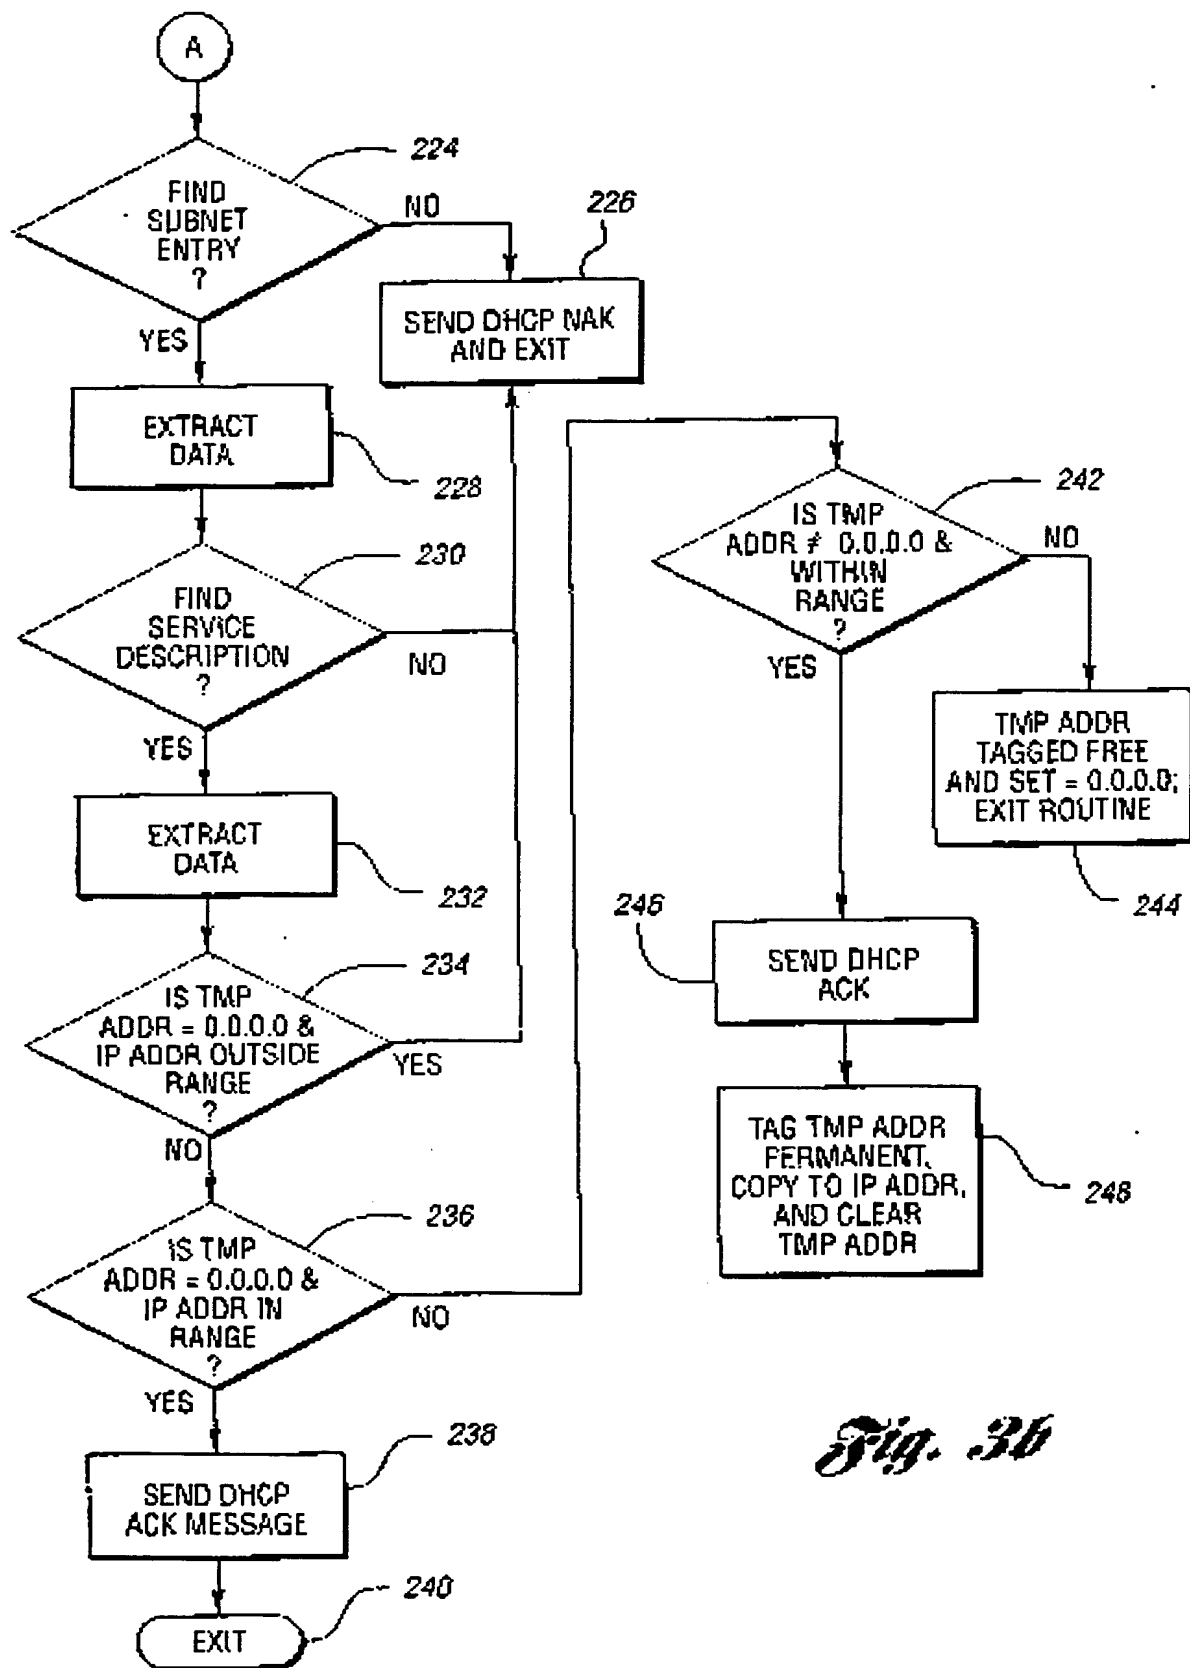 A
224
FIND
SUBNET
ENTRY
?
NO
YES
226
SEND DHCP NAK
AND EXIT
EXTRACT
DATA
228
230
FIND
SERVICE
DESCRIPTION
?
NO
YES
EXTRACT
DATA
232
234
IS TMP
ADDR = 0.0.0.0 &
IP ADDR OUTSIDE
RANGE
?
YES
NO
236
IS TMP
ADDR = 0.0.0.0 &
IP ADDR IN
RANGE
?
NO
YES
238
SEND DHCP
ACK MESSAGE
240
EXIT
242
IS TMP
ADDR ≠ 0.0.0.0 &
WITHIN
RANGE
?
NO
YES
TMP ADDR
TAGGED FREE
AND SET = 0.0.0.0;
EXIT ROUTINE
244
246
SEND DHCP
ACK
TAG TMP ADDR
PERMANENT,
COPY TO IP ADDR,
AND CLEAR
TMP ADDR
248
Fig. 3b